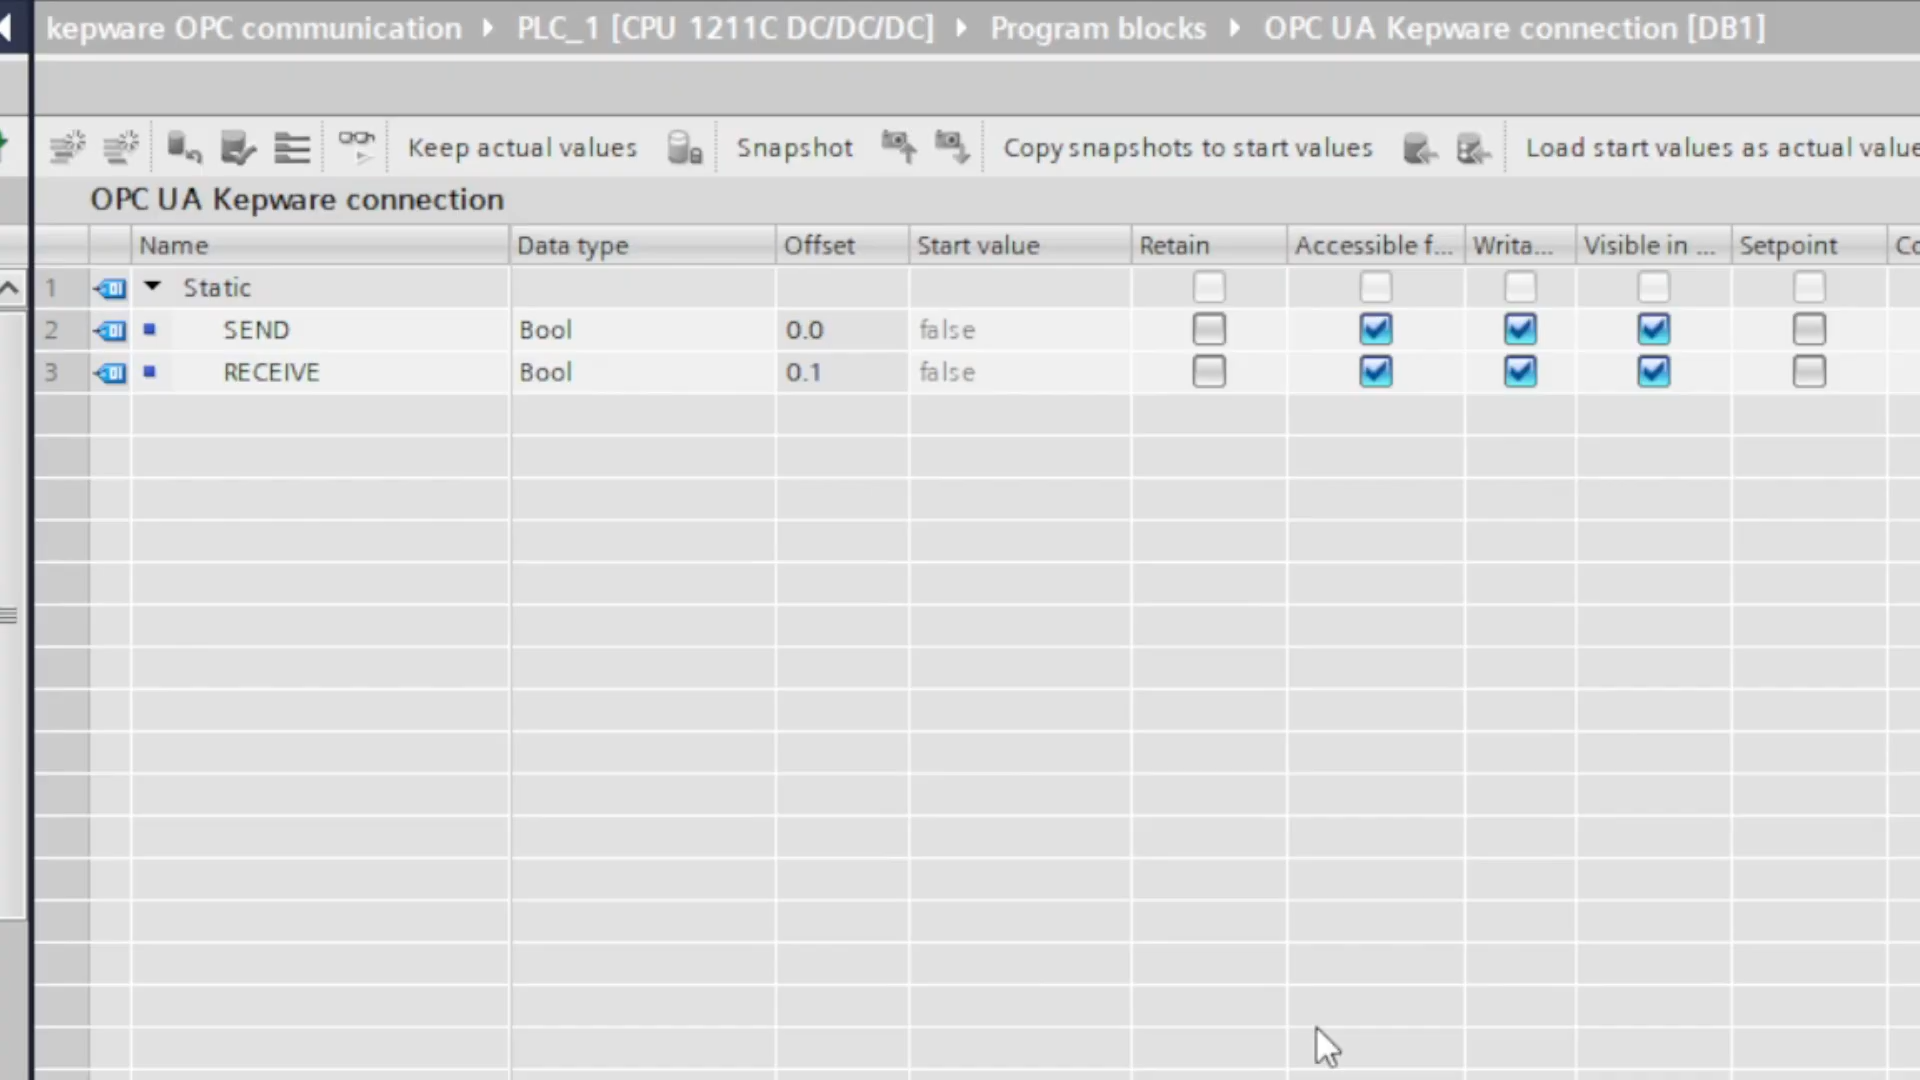 kepware OPC communication PLC_1 [CPU 1211C DC/DC/DC] Program blocks OPC UA Kepware connection [DB1]
Keep actual values Snapshot Copy snapshots to start values Load start values as actual value
OPC UA Kepware connection
Name Data type Offset Start value Retain Accessible f... Writa... Visible in ... Setpoint Co
1 Static
2 SEND Bool 0.0 false
3 RECEIVE Bool 0.1 false